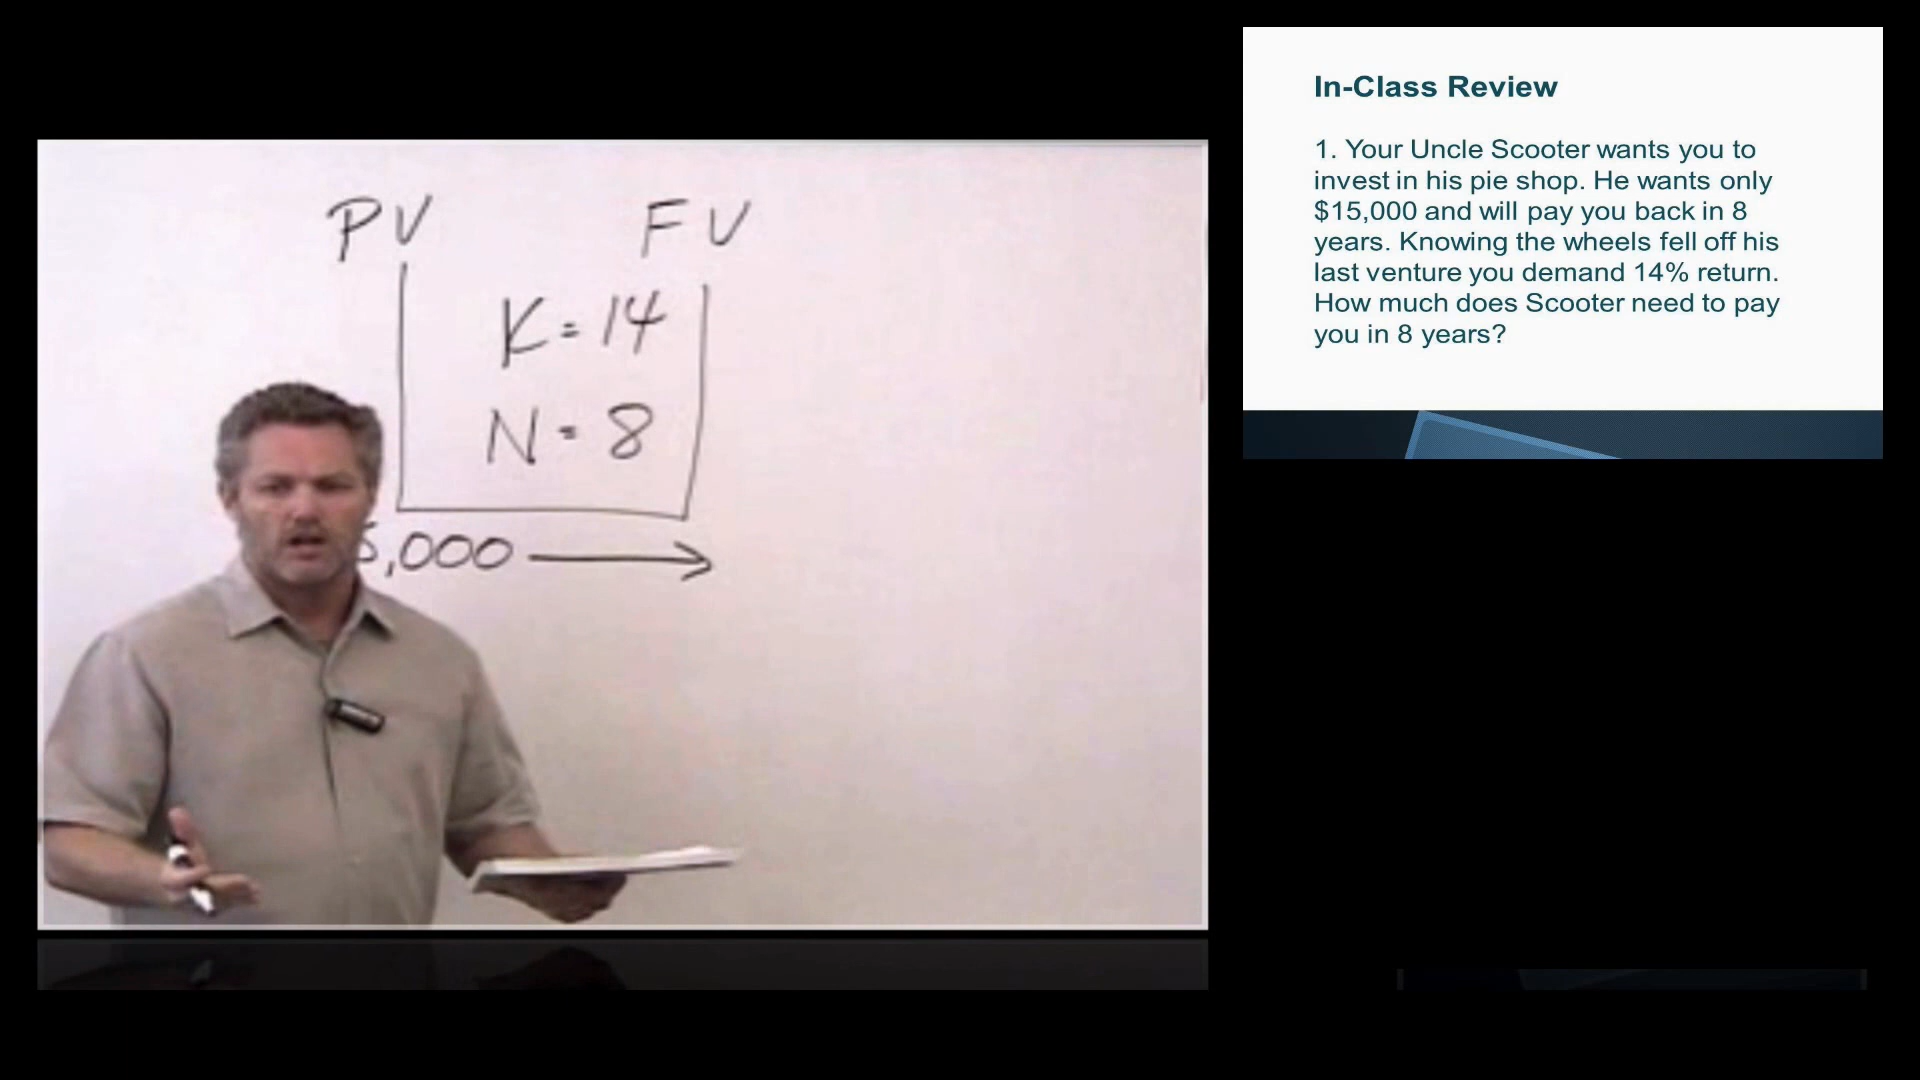 PV FV
K = 14
N = 8
5,000
In-Class Review
1. Your Uncle Scooter wants you to
invest in his pie shop. He wants only
$15,000 and will pay you back in 8
years. Knowing the wheels fell off his
last venture you demand 14% return.
How much does Scooter need to pay
you in 8 years?